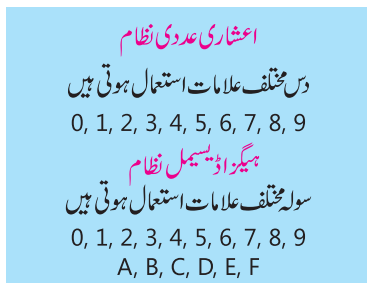 اعشاری عددی نظام
دس مختلف علامات استعمال ہوتی ہیں
0, 1, 2, 3, 4, 5, 6, 7, 8, 9
ہیگزاڈیسیمل نظام
سولہ مختلف علامات استعمال ہوتی ہیں
0, 1, 2, 3, 4, 5, 6, 7, 8, 9
A, B, C, D, E, F